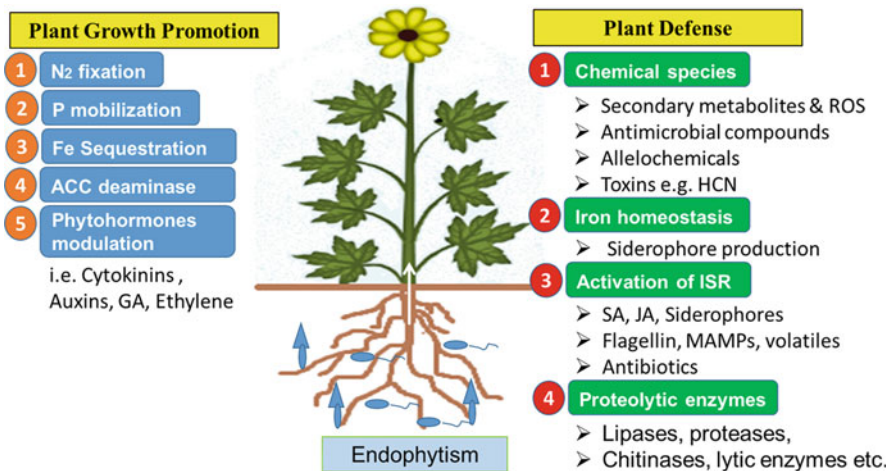 Plant Growth Promotion
1 N2 fixation
2 P mobilization
3 Fe Sequestration
4 ACC deaminase
5 Phytohormones
modulation
i.e. Cytokinins ,
Auxins, GA, Ethylene
Endophytism
Plant Defense
1 Chemical species
➢ Secondary metabolites & ROS
➢ Antimicrobial compounds
➢ Allelochemicals
➢ Toxins e.g. HCN
2 Iron homeostasis
➢ Siderophore production
3 Activation of ISR
➢ SA, JA, Siderophores
➢ Flagellin, MAMPs, volatiles
➢ Antibiotics
4 Proteolytic enzymes
➢ Lipases, proteases,
➢ Chitinases, lytic enzymes etc.